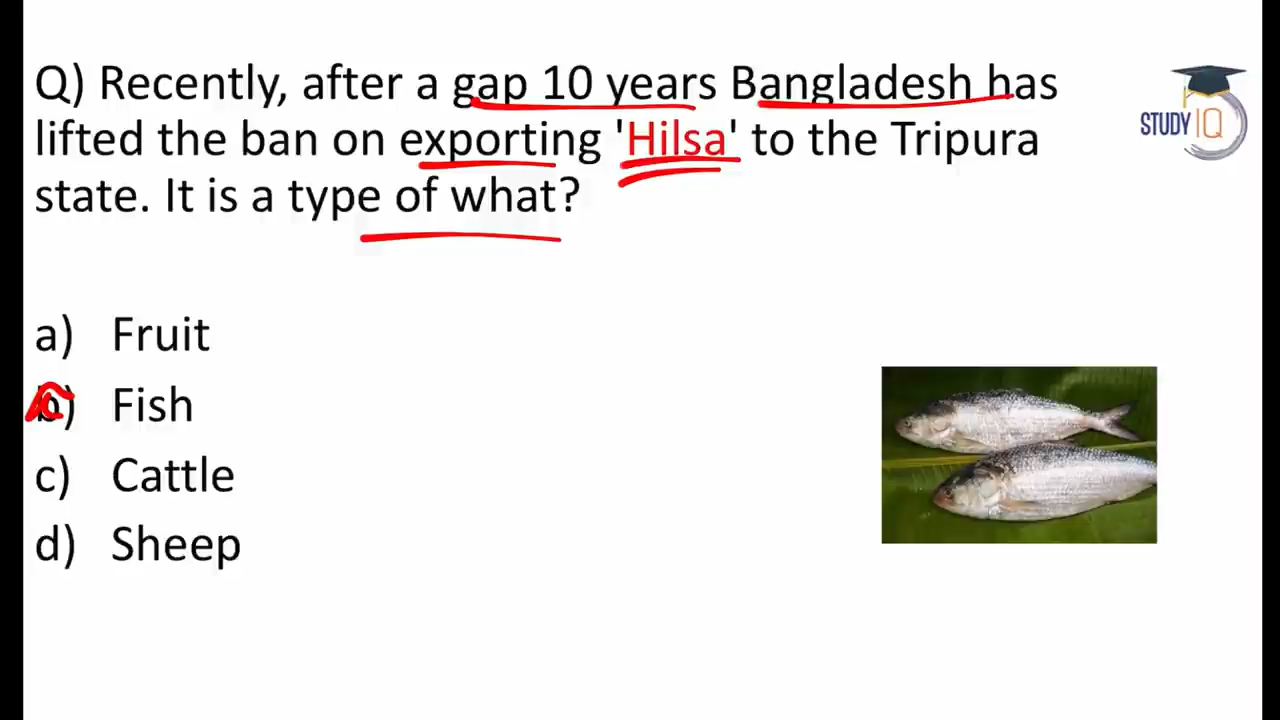 Q) Recently, after a gap 10 years Bangladesh has
lifted the ban on exporting 'Hilsa' to the Tripura
state. It is a type of what?
STUDY IQ
a) Fruit
b) Fish
c) Cattle
d) Sheep